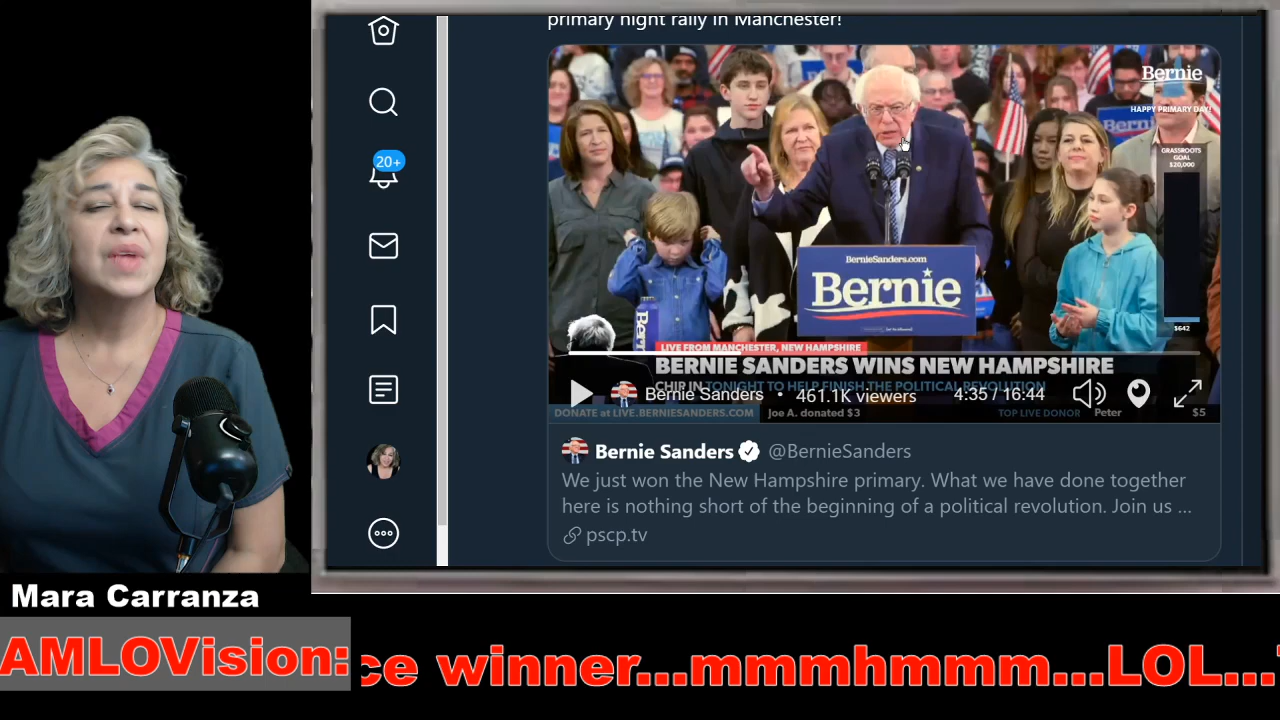 primary night rally in Manchester!
20+
Bernie
HAPPY PRIMARY DAY!
Bernie
GRASSROOTS
GOAL
$20,000
BernieSanders.com
Bernie
$642
LIVE FROM MANCHESTER, NEW HAMPSHIRE
BERNIE SANDERS WINS NEW HAMPSHIRE
CHIP IN TONIGHT TO HELP FINISH THE POLITICAL REVOLUTION
Bernie Sanders • 461.1K viewers 4:35 / 16:44
DONATE at LIVE.BERNIESANDERS.COM Joe A. donated $3 TOP LIVE DONOR Peter $5
Bernie Sanders @BernieSanders
We just won the New Hampshire primary. What we have done together
here is nothing short of the beginning of a political revolution. Join us ...
pscp.tv
Mara Carranza
AMLOVision: ce winner...mmmhmmm...LOL...